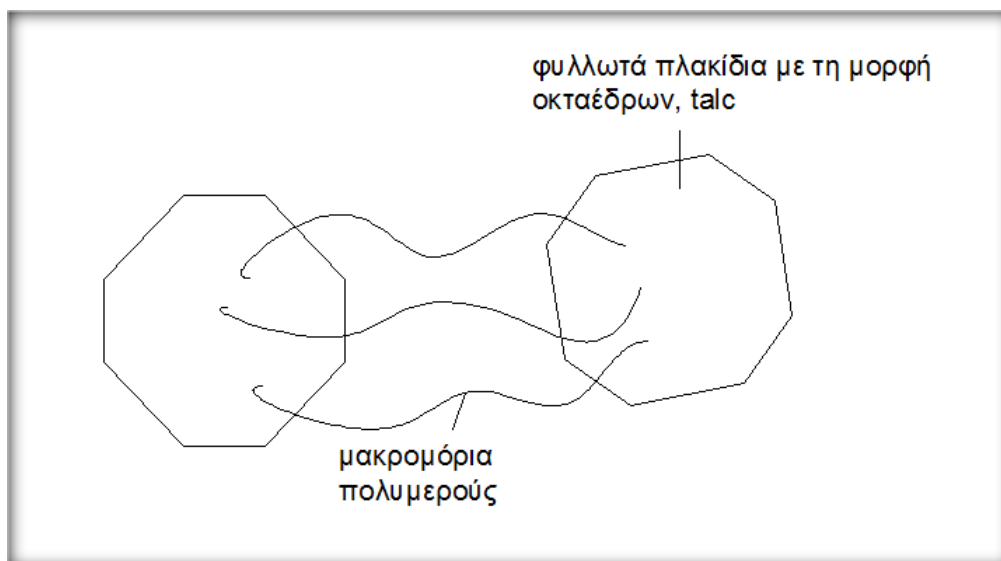 φυλλωτά πλακίδια με τη μορφή
οκταέδρων, talc
μακρομόρια
πολυμερούς